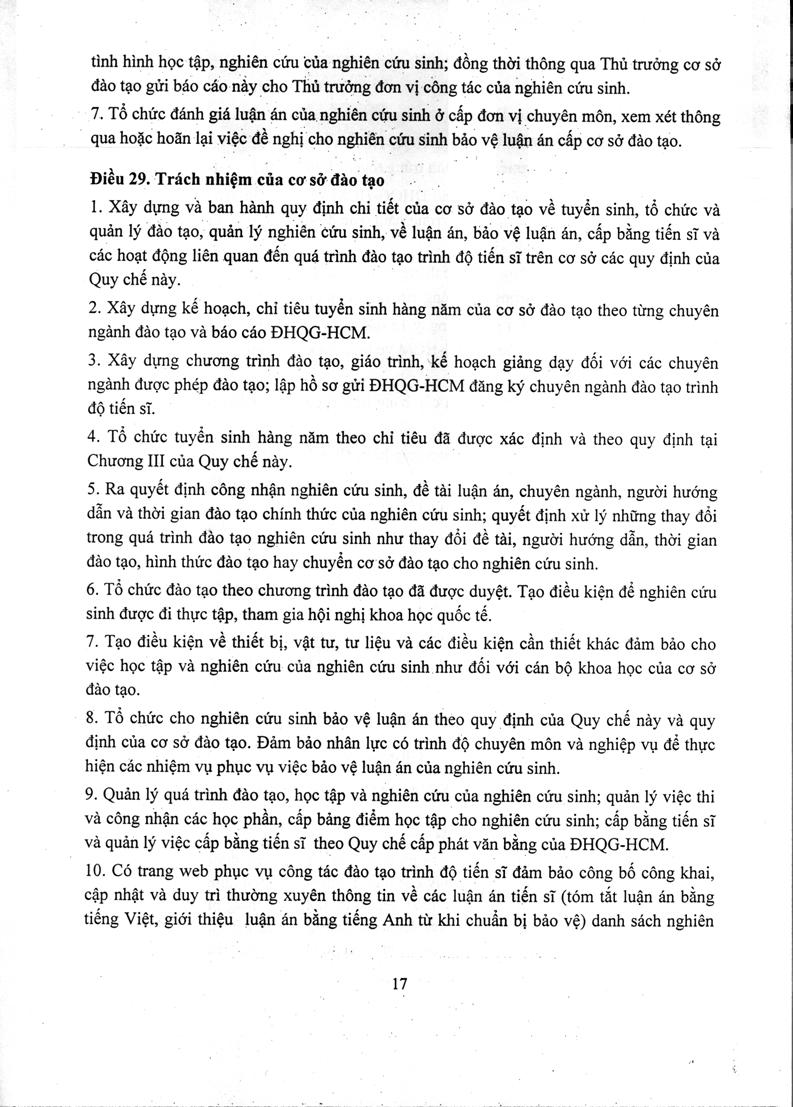 tình hình học tập, nghiên cứu của nghiên cứu sinh; đồng thời thông qua Thủ trưởng cơ sở
đào tạo gửi báo cáo này cho Thủ trưởng đơn vị công tác của nghiên cứu sinh.
7. Tổ chức đánh giá luận án của nghiên cứu sinh ở cấp đơn vị chuyên môn, xem xét thông
qua hoặc hoãn lại việc đề nghị cho nghiên cứu sinh bảo vệ luận án cấp cơ sở đào tạo.
Điều 29. Trách nhiệm của cơ sở đào tạo
1. Xây dựng và ban hành quy định chi tiết của cơ sở đào tạo về tuyển sinh, tổ chức và
quản lý đào tạo, quản lý nghiên cứu sinh, về luận án, bảo vệ luận án, cấp bằng tiến sĩ và
các hoạt động liên quan đến quá trình đào tạo trình độ tiến sĩ trên cơ sở các quy định của
Quy chế này.
2. Xây dựng kế hoạch, chỉ tiêu tuyển sinh hàng năm của cơ sở đào tạo theo từng chuyên
ngành đào tạo và báo cáo ĐHQG-HCM.
3. Xây dựng chương trình đào tạo, giáo trình, kế hoạch giảng dạy đối với các chuyên
ngành được phép đào tạo; lập hồ sơ gửi ĐHQG-HCM đăng ký chuyên ngành đào tạo trình
độ tiến sĩ.
4. Tổ chức tuyển sinh hàng năm theo chỉ tiêu đã được xác định và theo quy định tại
Chương III của Quy chế này.
5. Ra quyết định công nhận nghiên cứu sinh, đề tài luận án, chuyên ngành, người hướng
dẫn và thời gian đào tạo chính thức của nghiên cứu sinh; quyết định xử lý những thay đổi
trong quá trình đào tạo nghiên cứu sinh như thay đổi đề tài, người hướng dẫn, thời gian
đào tạo, hình thức đào tạo hay chuyển cơ sở đào tạo cho nghiên cứu sinh.
6. Tổ chức đào tạo theo chương trình đào tạo đã được duyệt. Tạo điều kiện để nghiên cứu
sinh được đi thực tập, tham gia hội nghị khoa học quốc tế.
7. Tạo điều kiện về thiết bị, vật tư, tư liệu và các điều kiện cần thiết khác đảm bảo cho
việc học tập và nghiên cứu của nghiên cứu sinh như đối với cán bộ khoa học của cơ sở
đào tạo.
8. Tổ chức cho nghiên cứu sinh bảo vệ luận án theo quy định của Quy chế này và quy
định của cơ sở đào tạo. Đảm bảo nhân lực có trình độ chuyên môn và nghiệp vụ để thực
hiện các nhiệm vụ phục vụ việc bảo vệ luận án của nghiên cứu sinh.
9. Quản lý quá trình đào tạo, học tập và nghiên cứu của nghiên cứu sinh; quản lý việc thi
và công nhận các học phần, cấp bảng điểm học tập cho nghiên cứu sinh; cấp bằng tiến sĩ
và quản lý việc cấp bằng tiến sĩ theo Quy chế cấp phát văn bằng của ĐHQG-HCM.
10. Có trang web phục vụ công tác đào tạo trình độ tiến sĩ đảm bảo công bố công khai,
cập nhật và duy trì thường xuyên thông tin về các luận án tiến sĩ (tóm tắt luận án bằng
tiếng Việt, giới thiệu luận án bằng tiếng Anh từ khi chuẩn bị bảo vệ) danh sách nghiên
17